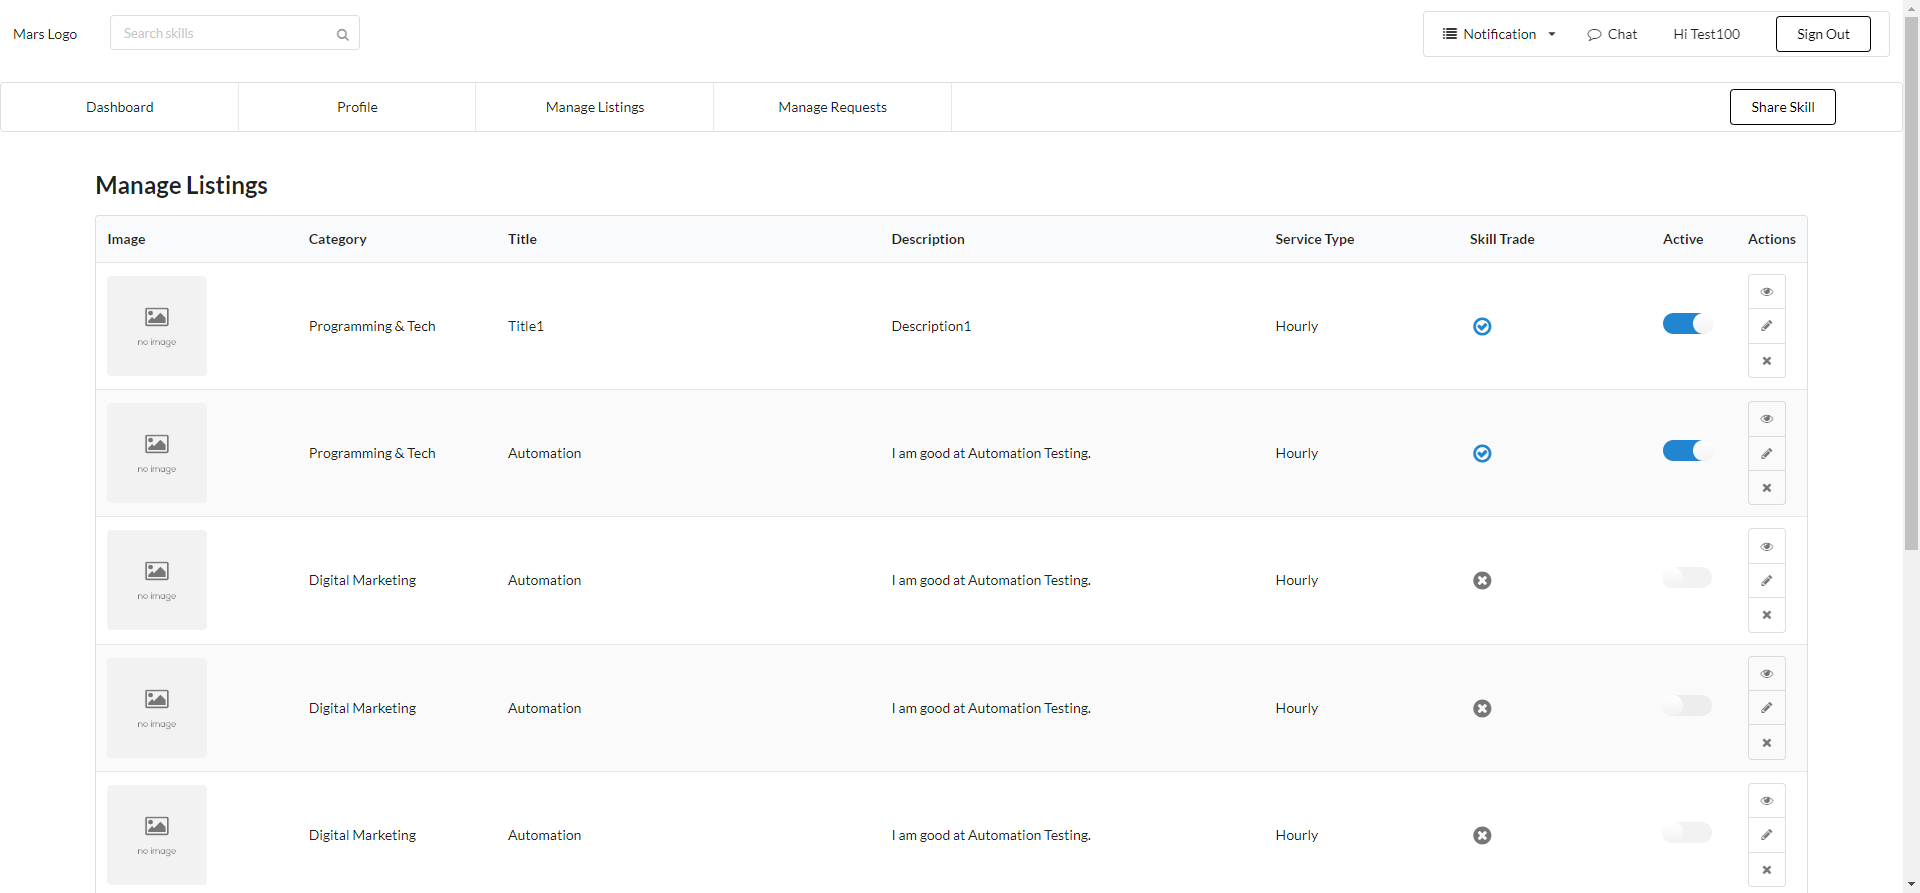 Mars Logo
Search skills
Notification
Chat
Hi Test100
Sign Out
Dashboard
Profile
Manage Listings
Manage Requests
Share Skill
Manage Listings
Image Category Title Description Service Type Skill Trade Active Actions
no image
Programming & Tech Title1 Description1 Hourly
no image
Programming & Tech Automation I am good at Automation Testing. Hourly
no image
Digital Marketing Automation I am good at Automation Testing. Hourly
no image
Digital Marketing Automation I am good at Automation Testing. Hourly
no image
Digital Marketing Automation I am good at Automation Testing. Hourly